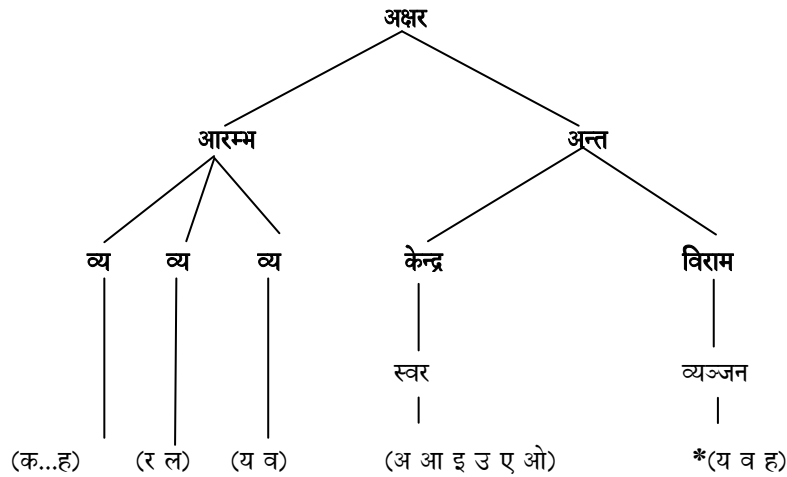 अक्षर
आरम्भ अन्त
व्य व्य व्य केन्द्र विराम
स्वर व्यञ्जन
(क...ह) (र ल) (य व) (अ आ इ उ ए ओ) *(य व ह)